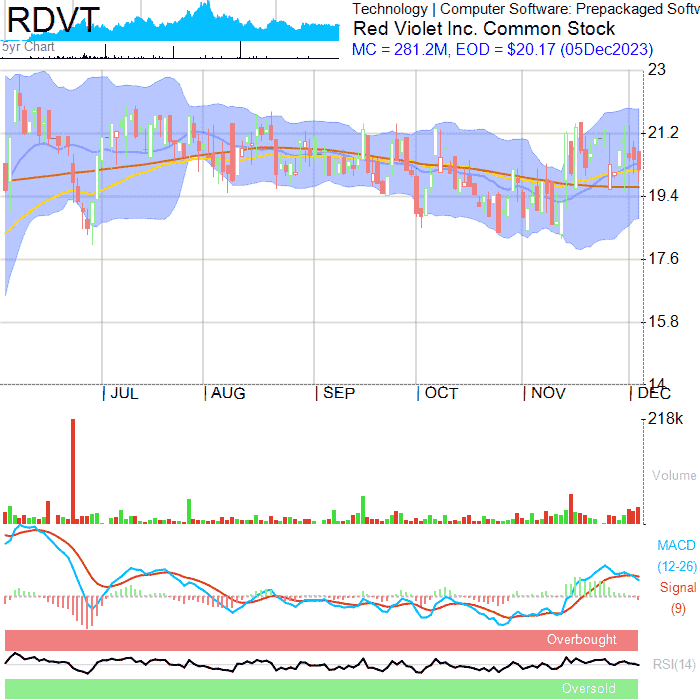 RDVT
5yr Chart
Technology | Computer Software: Prepackaged Softw
Red Violet Inc. Common Stock
MC = 281.2M, EOD = $20.17 (05Dec2023)
23
21.2
19.4
17.6
15.8
14
JUL
AUG
SEP
OCT
NOV
DEC
218k
Volume
MACD
(12-26)
Signal
(9)
Overbought
RSI(14)
Oversold